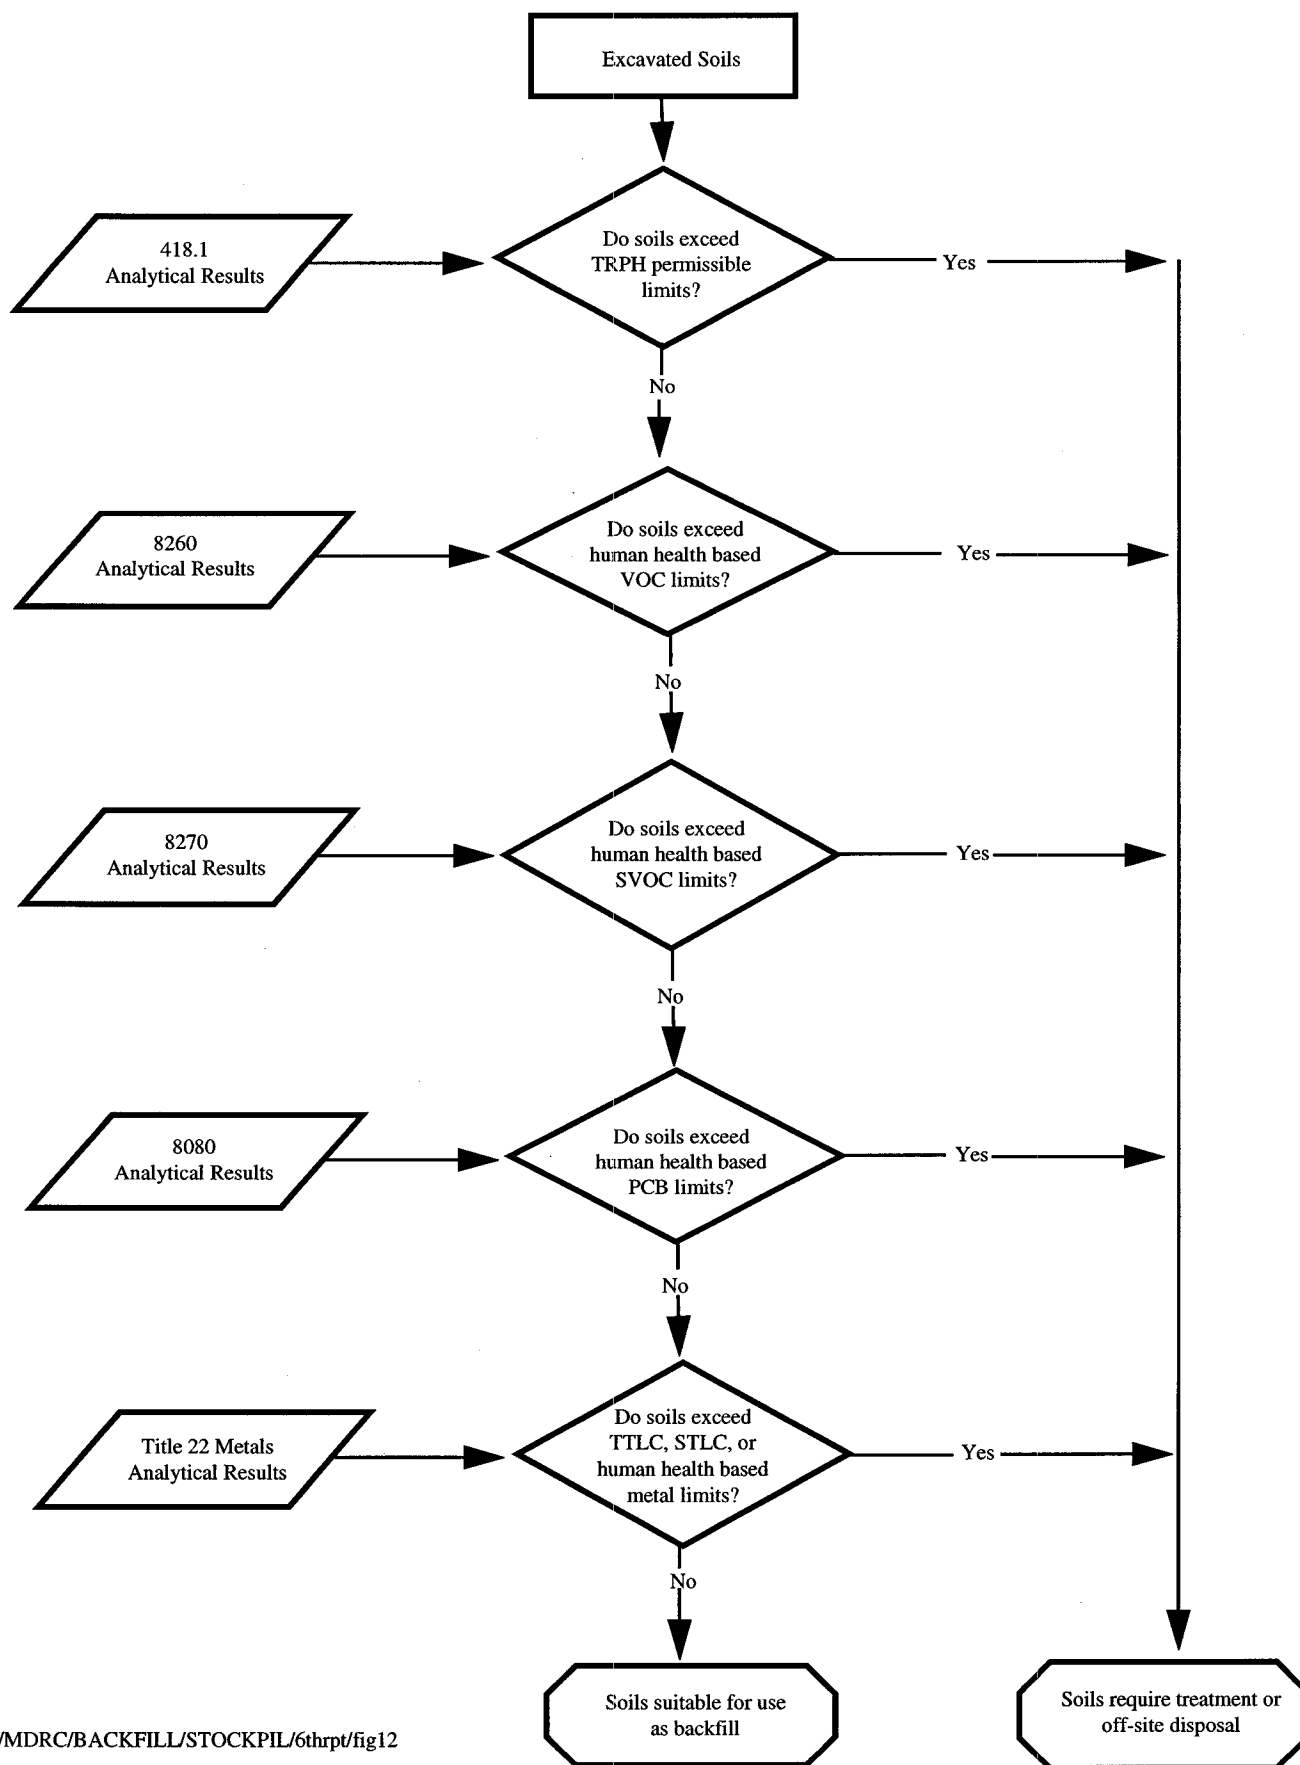 Excavated Soils
418.1
Analytical Results
Do soils exceed
TRPH permissible
limits?
Yes
No
8260
Analytical Results
Do soils exceed
human health based
VOC limits?
Yes
No
8270
Analytical Results
Do soils exceed
human health based
SVOC limits?
Yes
No
8080
Analytical Results
Do soils exceed
human health based
PCB limits?
Yes
No
Title 22 Metals
Analytical Results
Do soils exceed
TTLC, STLC, or
human health based
metal limits?
Yes
No
Soils suitable for use
as backfill
Soils require treatment or
off-site disposal
/MDRC/BACKFILL/STOCKPIL/6thrpt/fig12